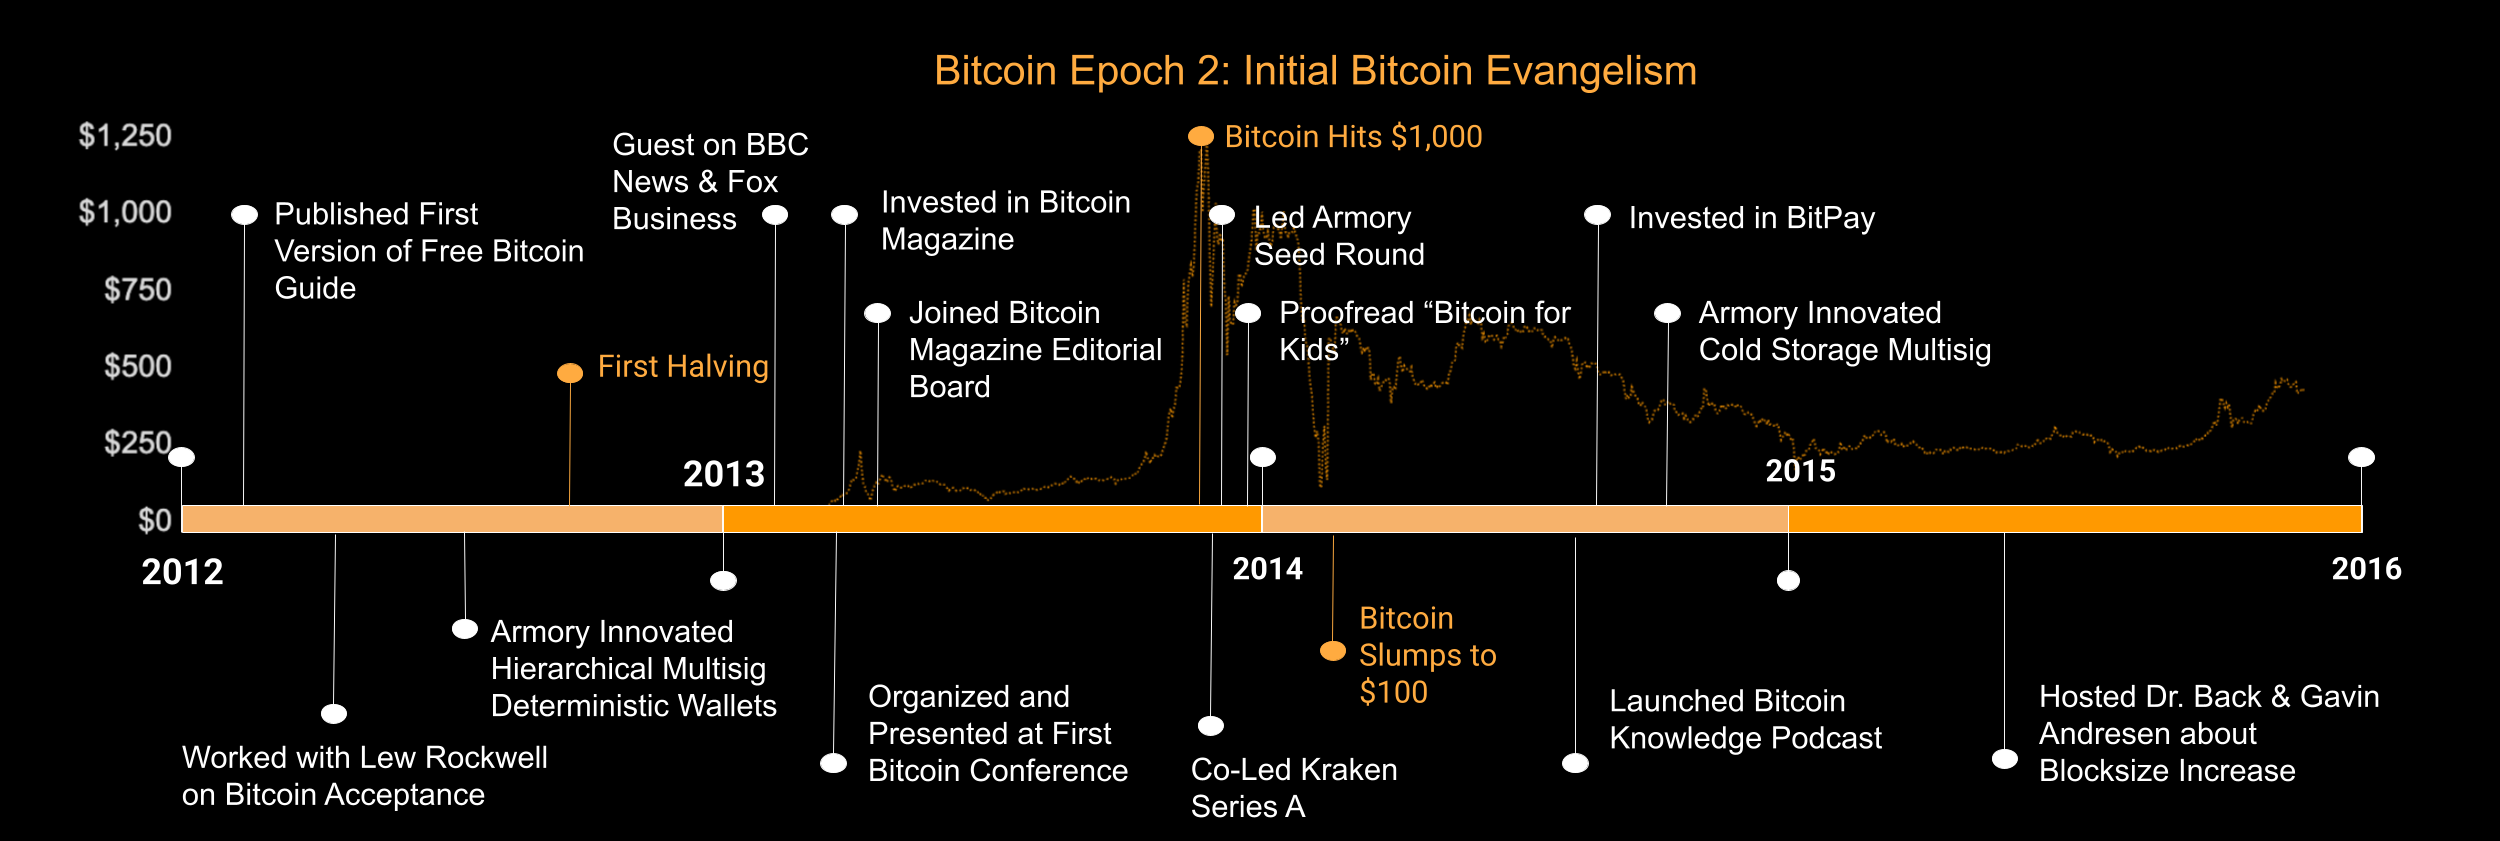 Bitcoin Epoch 2: Initial Bitcoin Evangelism
$1,250
$1,000
$750
$500
$250
$0
Published First
Version of Free Bitcoin
Guide
First Halving
Guest on BBC
News & Fox
Business
Invested in Bitcoin
Magazine
Joined Bitcoin
Magazine Editorial
Board
Bitcoin Hits $1,000
Led Armory
Seed Round
Proofread “Bitcoin for
Kids”
Invested in BitPay
Armory Innovated
Cold Storage Multisig
2012
2013
2014
2015
2016
Worked with Lew Rockwell
on Bitcoin Acceptance
Armory Innovated
Hierarchical Multisig
Deterministic Wallets
Organized and
Presented at First
Bitcoin Conference
Co-Led Kraken
Series A
Bitcoin
Slumps to
$100
Launched Bitcoin
Knowledge Podcast
Hosted Dr. Back & Gavin
Andresen about
Blocksize Increase